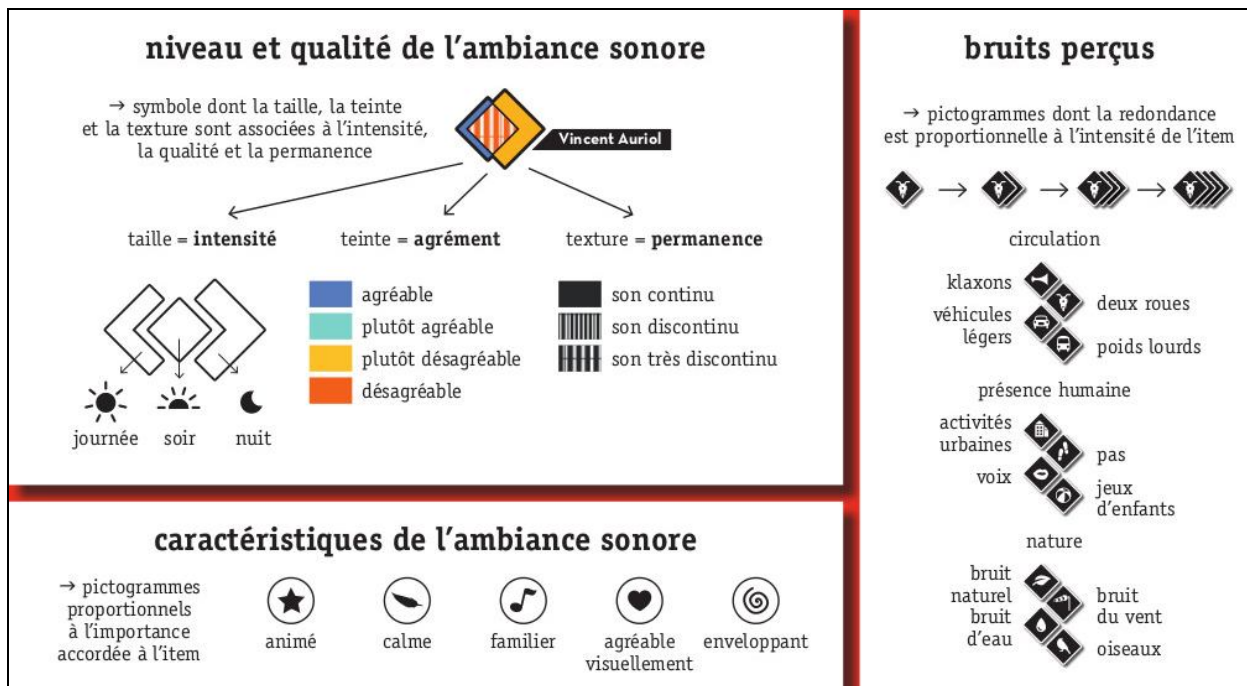 niveau et qualité de l'ambiance sonore
→ symbole dont la taille, la teinte
et la texture sont associées à l'intensité,
la qualité et la permanence
Vincent Auriol
taille = intensité
journée
soir
nuit
teinte = agrément
agréable
plutôt agréable
plutôt désagréable
désagréable
texture = permanence
son continu
son discontinu
son très discontinu
caractéristiques de l'ambiance sonore
→ pictogrammes
proportionnels
à l'importance
accordée à l'item
animé
calme
familier
agréable
visuellement
enveloppant
bruits perçus
→ pictogrammes dont la redondance
est proportionnelle à l'intensité de l'item
circulation
klaxons
deux roues
véhicules
légers
poids lourds
présence humaine
activités
urbaines
pas
voix
jeux
d'enfants
nature
bruit
naturel
bruit
du vent
bruit
d'eau
oiseaux